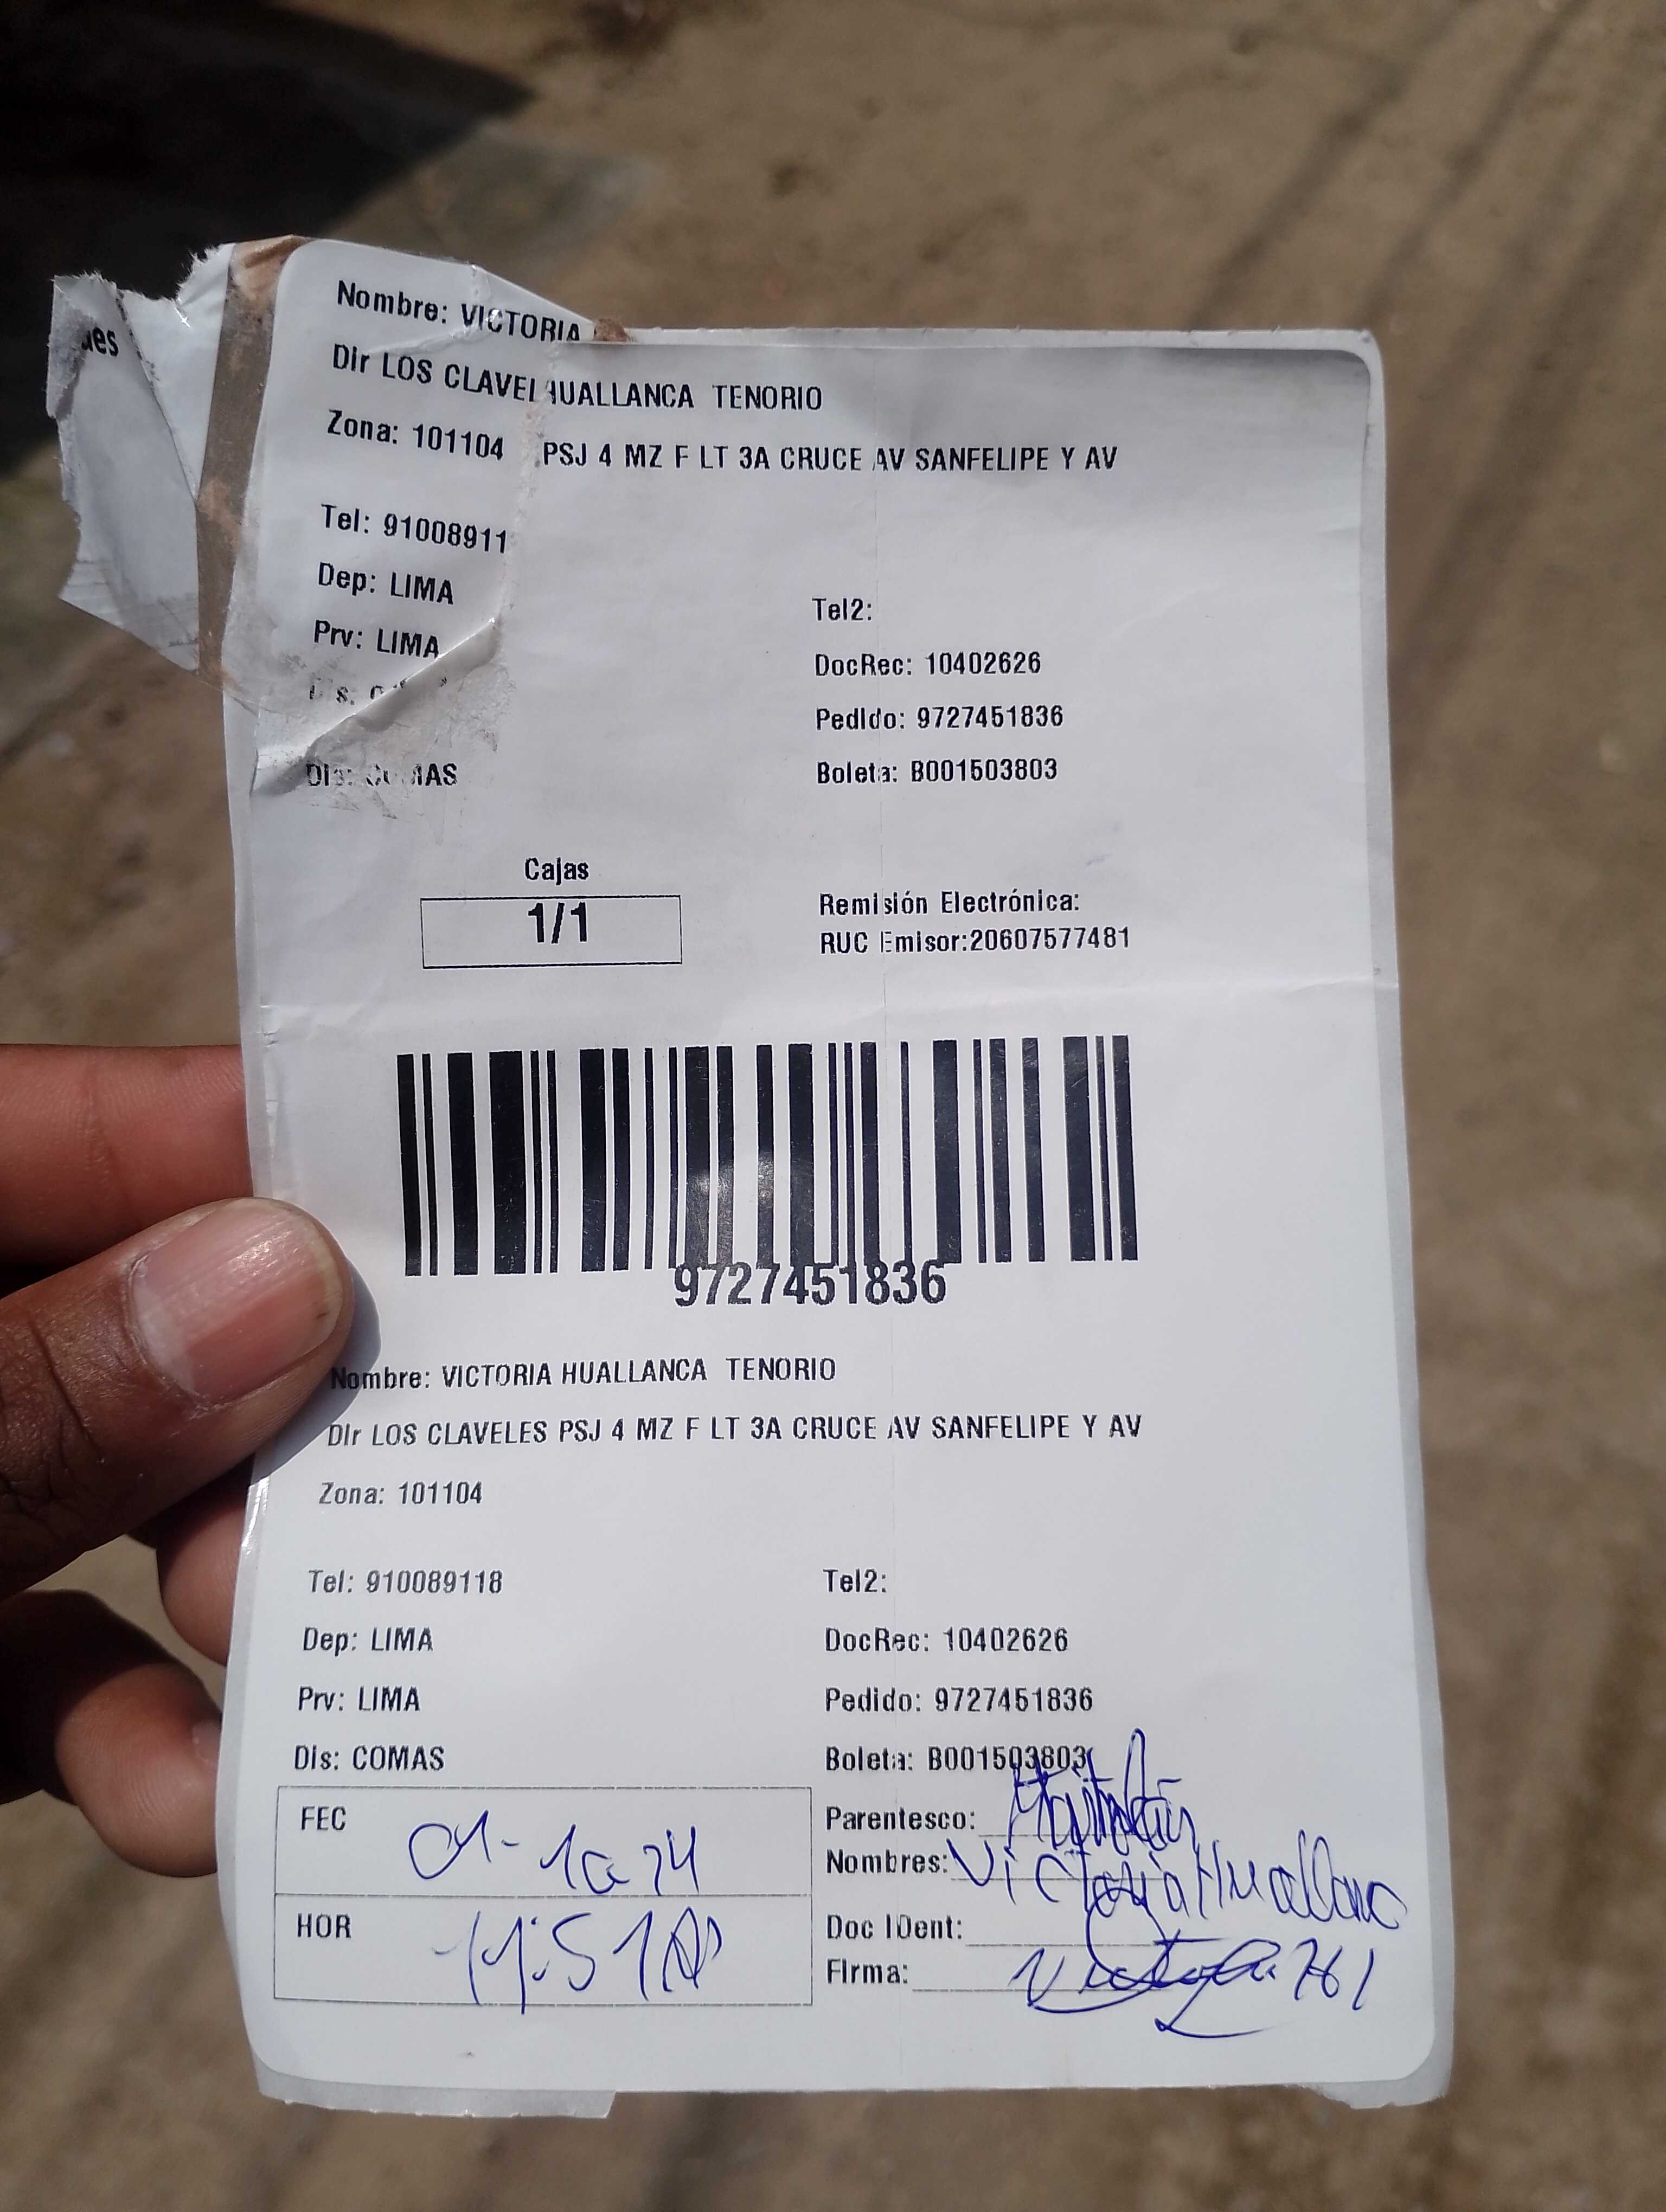 Nombre: VICTORIA
Dir LOS CLAVEL HUALLANCA TENORIO
Zona: 101104 PSJ 4 MZ F LT 3A CRUCE AV SANFELIPE Y AV
Tel: 91008911
Dep: LIMA
Tel2:
Prv: LIMA
DocRec: 10402626
Pedido: 9727451836
Dis: COMAS
Boleta: B001503803
Cajas
1/1
Remisión Electrónica:
RUC Emisor:20607577481
9727451836
Nombre: VICTORIA HUALLANCA TENORIO
Dir LOS CLAVELES PSJ 4 MZ F LT 3A CRUCE AV SANFELIPE Y AV
Zona: 101104
Tel: 910089118
Tel2:
Dep: LIMA
DocRec: 10402626
Prv: LIMA
Pedido: 9727451836
Dis: COMAS
Boleta: B001503803
FEC
Parentesco:
Nombres: Victoria Huallanc
HOR
Doc IDent:
Firma: